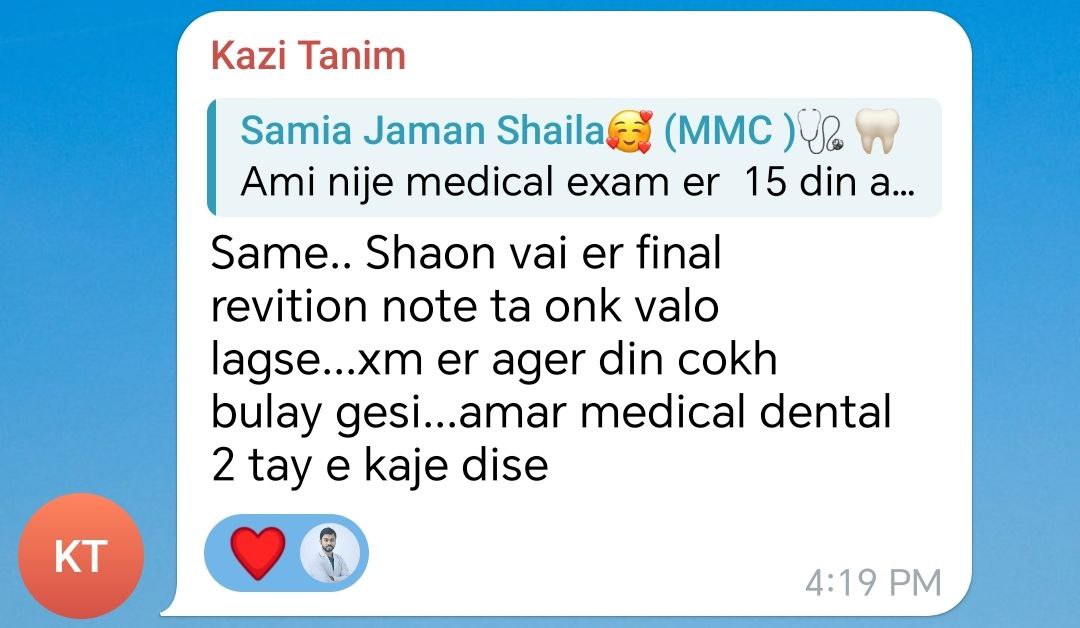 Kazi Tanim
Samia Jaman Shaila🥰 (MMC )🩺 🦷
Ami nije medical exam er  15 din a...
Same.. Shaon vai er final
revition note ta onk valo
lagse...xm er ager din cokh
bulay gesi...amar medical dental
2 tay e kaje dise
KT
4:19 PM